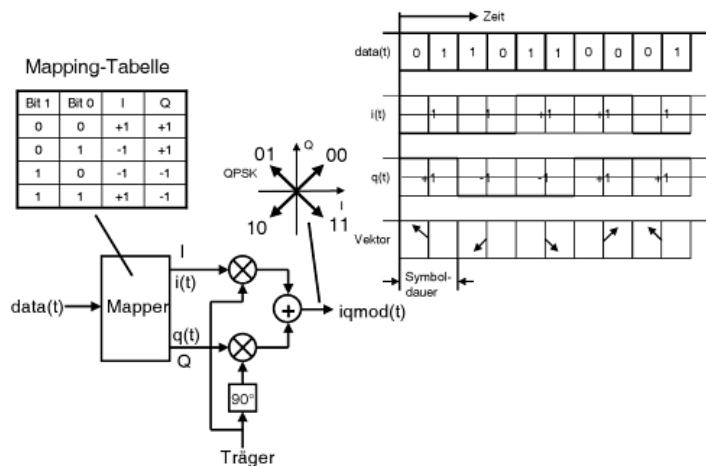 Zeit
data(t) 0 1 1 0 1 1 0 0 0 1
Mapping-Tabelle
Bit 1 Bit 0 I Q
0 0 +1 +1
0 1 -1 +1
1 0 -1 -1
1 1 +1 -1
i(t) -1 -1 +1 +1 -1
q(t) +1 -1 -1 +1 +1
Vektor
Symbol-
dauer
Q
01 00
QPSK
I
10 11
I
i(t)
data(t) Mapper
q(t)
Q
+ iqmod(t)
90°
Träger